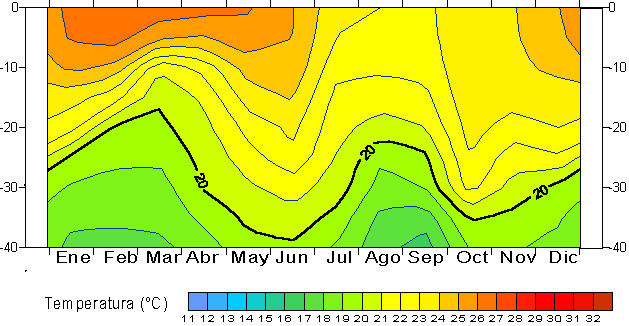 0 0
-10 -10
-20 -20
-30 -30
-40 -40
20 20 20
Ene Feb Mar Abr May Jun Jul Ago Sep Oct Nov Dic
Temperatura (°C)
11 12 13 14 15 16 17 18 19 20 21 22 23 24 25 26 27 28 29 30 31 32